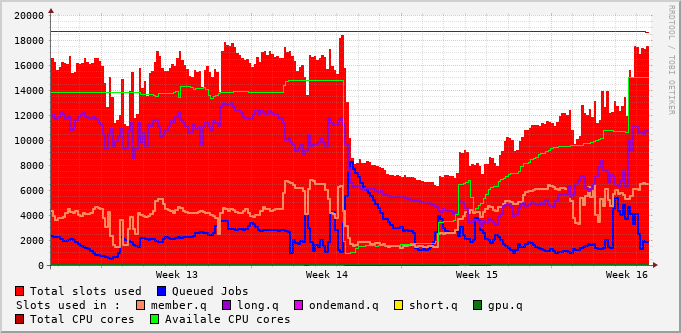 20000
18000
16000
14000
12000
10000
8000
6000
4000
2000
0
Week 13 Week 14 Week 15 Week 16
RRDTOOL / TOBI OETIKER
Total slots used Queued Jobs
Slots used in : member.q long.q ondemand.q short.q gpu.q
Total CPU cores Availale CPU cores